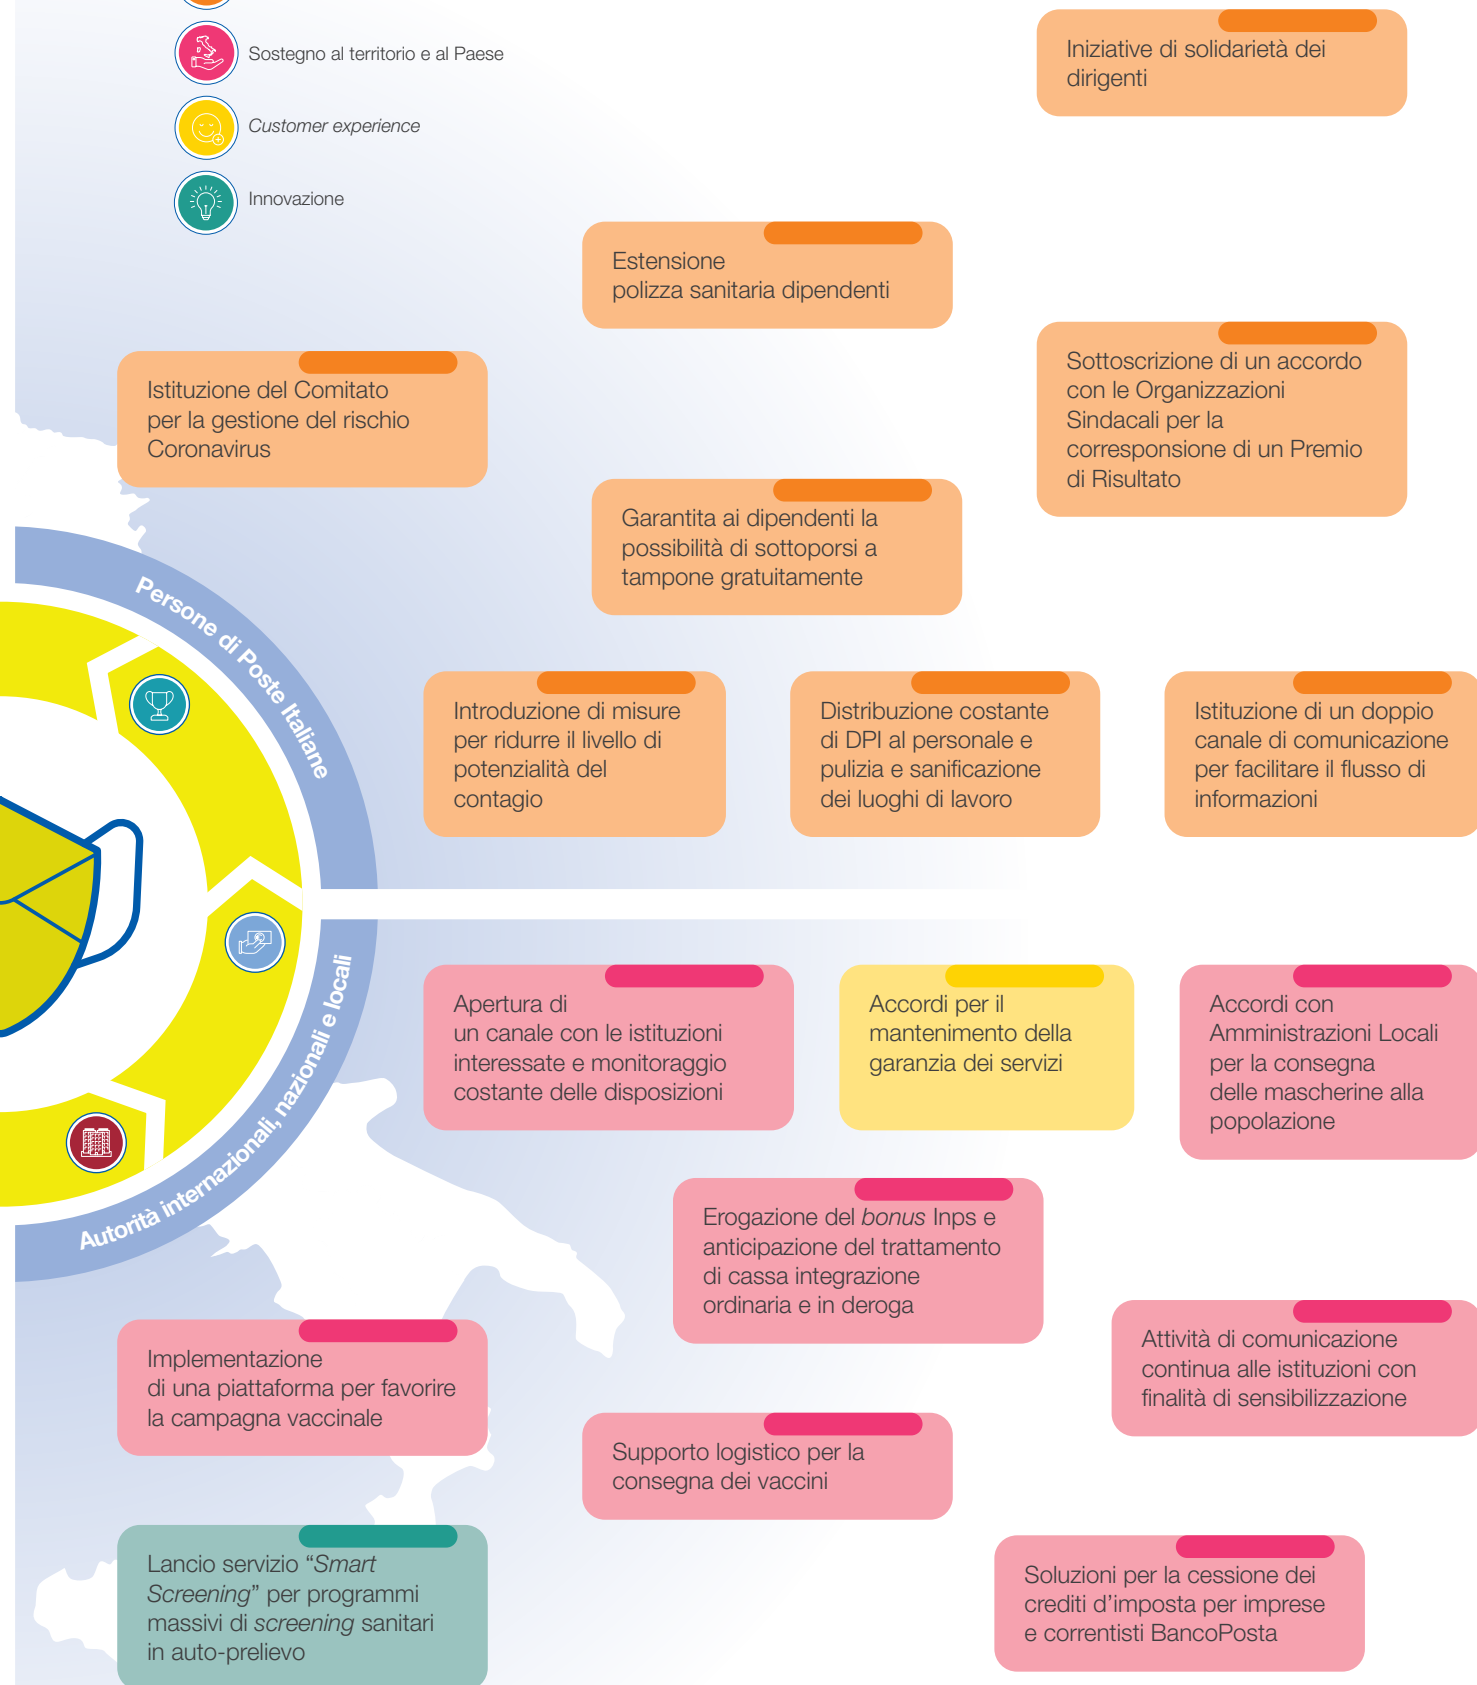 Sostegno al territorio e al Paese
Customer experience
Innovazione
Iniziative di solidarietà dei
dirigenti
Estensione
polizza sanitaria dipendenti
Istituzione del Comitato
per la gestione del rischio
Coronavirus
Sottoscrizione di un accordo
con le Organizzazioni
Sindacali per la
corresponsione di un Premio
di Risultato
Garantita ai dipendenti la
possibilità di sottoporsi a
tampone gratuitamente
Persone di Poste Italiane
Introduzione di misure
per ridurre il livello di
potenzialità del
contagio
Distribuzione costante
di DPI al personale e
pulizia e sanificazione
dei luoghi di lavoro
Istituzione di un doppio
canale di comunicazione
per facilitare il flusso di
informazioni
Autorità internazionali, nazionali e locali
Apertura di
un canale con le istituzioni
interessate e monitoraggio
costante delle disposizioni
Accordi per il
mantenimento della
garanzia dei servizi
Accordi con
Amministrazioni Locali
per la consegna
delle mascherine alla
popolazione
Erogazione del bonus Inps e
anticipazione del trattamento
di cassa integrazione
ordinaria e in deroga
Attività di comunicazione
continua alle istituzioni con
finalità di sensibilizzazione
Implementazione
di una piattaforma per favorire
la campagna vaccinale
Supporto logistico per la
consegna dei vaccini
Lancio servizio “Smart
Screening” per programmi
massivi di screening sanitari
in auto-prelievo
Soluzioni per la cessione dei
crediti d’imposta per imprese
e correntisti BancoPosta